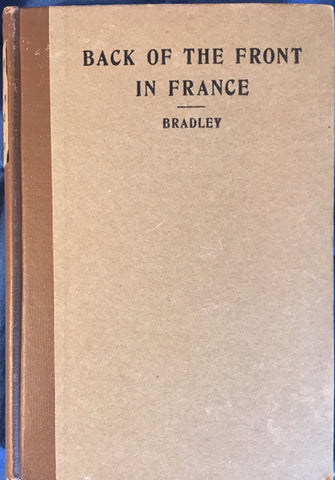 BACK OF THE FRONT
IN FRANCE
BRADLEY